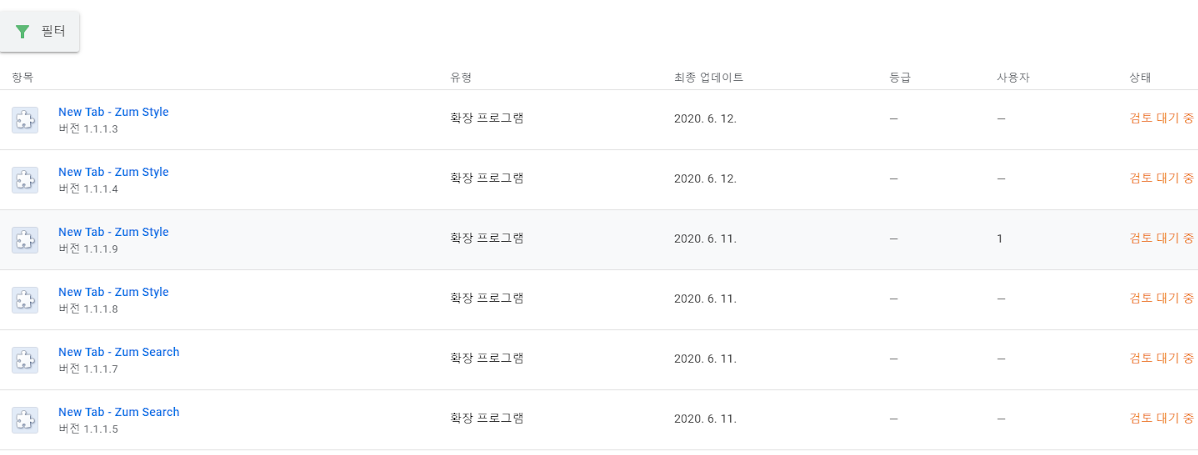 필터
항목 유형 최종 업데이트 등급 사용자 상태
New Tab - Zum Style
버전 1.1.1.3
확장 프로그램 2020. 6. 12. – – 검토 대기 중
New Tab - Zum Style
버전 1.1.1.4
확장 프로그램 2020. 6. 12. – – 검토 대기 중
New Tab - Zum Style
버전 1.1.1.9
확장 프로그램 2020. 6. 11. – 1 검토 대기 중
New Tab - Zum Style
버전 1.1.1.8
확장 프로그램 2020. 6. 11. – – 검토 대기 중
New Tab - Zum Search
버전 1.1.1.7
확장 프로그램 2020. 6. 11. – – 검토 대기 중
New Tab - Zum Search
버전 1.1.1.5
확장 프로그램 2020. 6. 11. – – 검토 대기 중